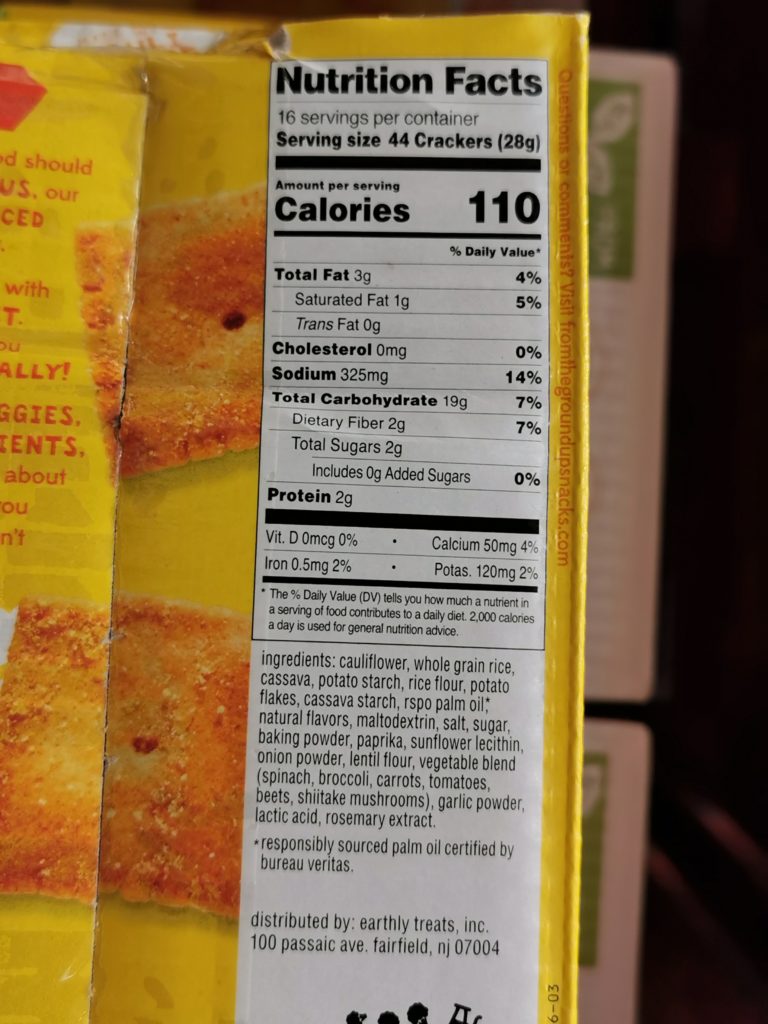 od should
US, our
CED
with
T.
ou
ALLY!
GGIES,
IENTS,
about
ou
n't
Nutrition Facts
16 servings per container
Serving size 44 Crackers (28g)
Amount per serving
Calories 110
% Daily Value*
Total Fat 3g 4%
Saturated Fat 1g 5%
Trans Fat 0g
Cholesterol 0mg 0%
Sodium 325mg 14%
Total Carbohydrate 19g 7%
Dietary Fiber 2g 7%
Total Sugars 2g
Includes 0g Added Sugars 0%
Protein 2g
Vit. D 0mcg 0% • Calcium 50mg 4%
Iron 0.5mg 2% • Potas. 120mg 2%
* The % Daily Value (DV) tells you how much a nutrient in
a serving of food contributes to a daily diet. 2,000 calories
a day is used for general nutrition advice.
ingredients: cauliflower, whole grain rice,
cassava, potato starch, rice flour, potato
flakes, cassava starch, rspo palm oil,*
natural flavors, maltodextrin, salt, sugar,
baking powder, paprika, sunflower lecithin,
onion powder, lentil flour, vegetable blend
(spinach, broccoli, carrots, tomatoes,
beets, shiitake mushrooms), garlic powder,
lactic acid, rosemary extract.
*responsibly sourced palm oil certified by
bureau veritas.
distributed by: earthly treats, inc.
100 passaic ave. fairfield, nj 07004
Questions or comments? Visit fromthegroundupsnacks.com
6-03